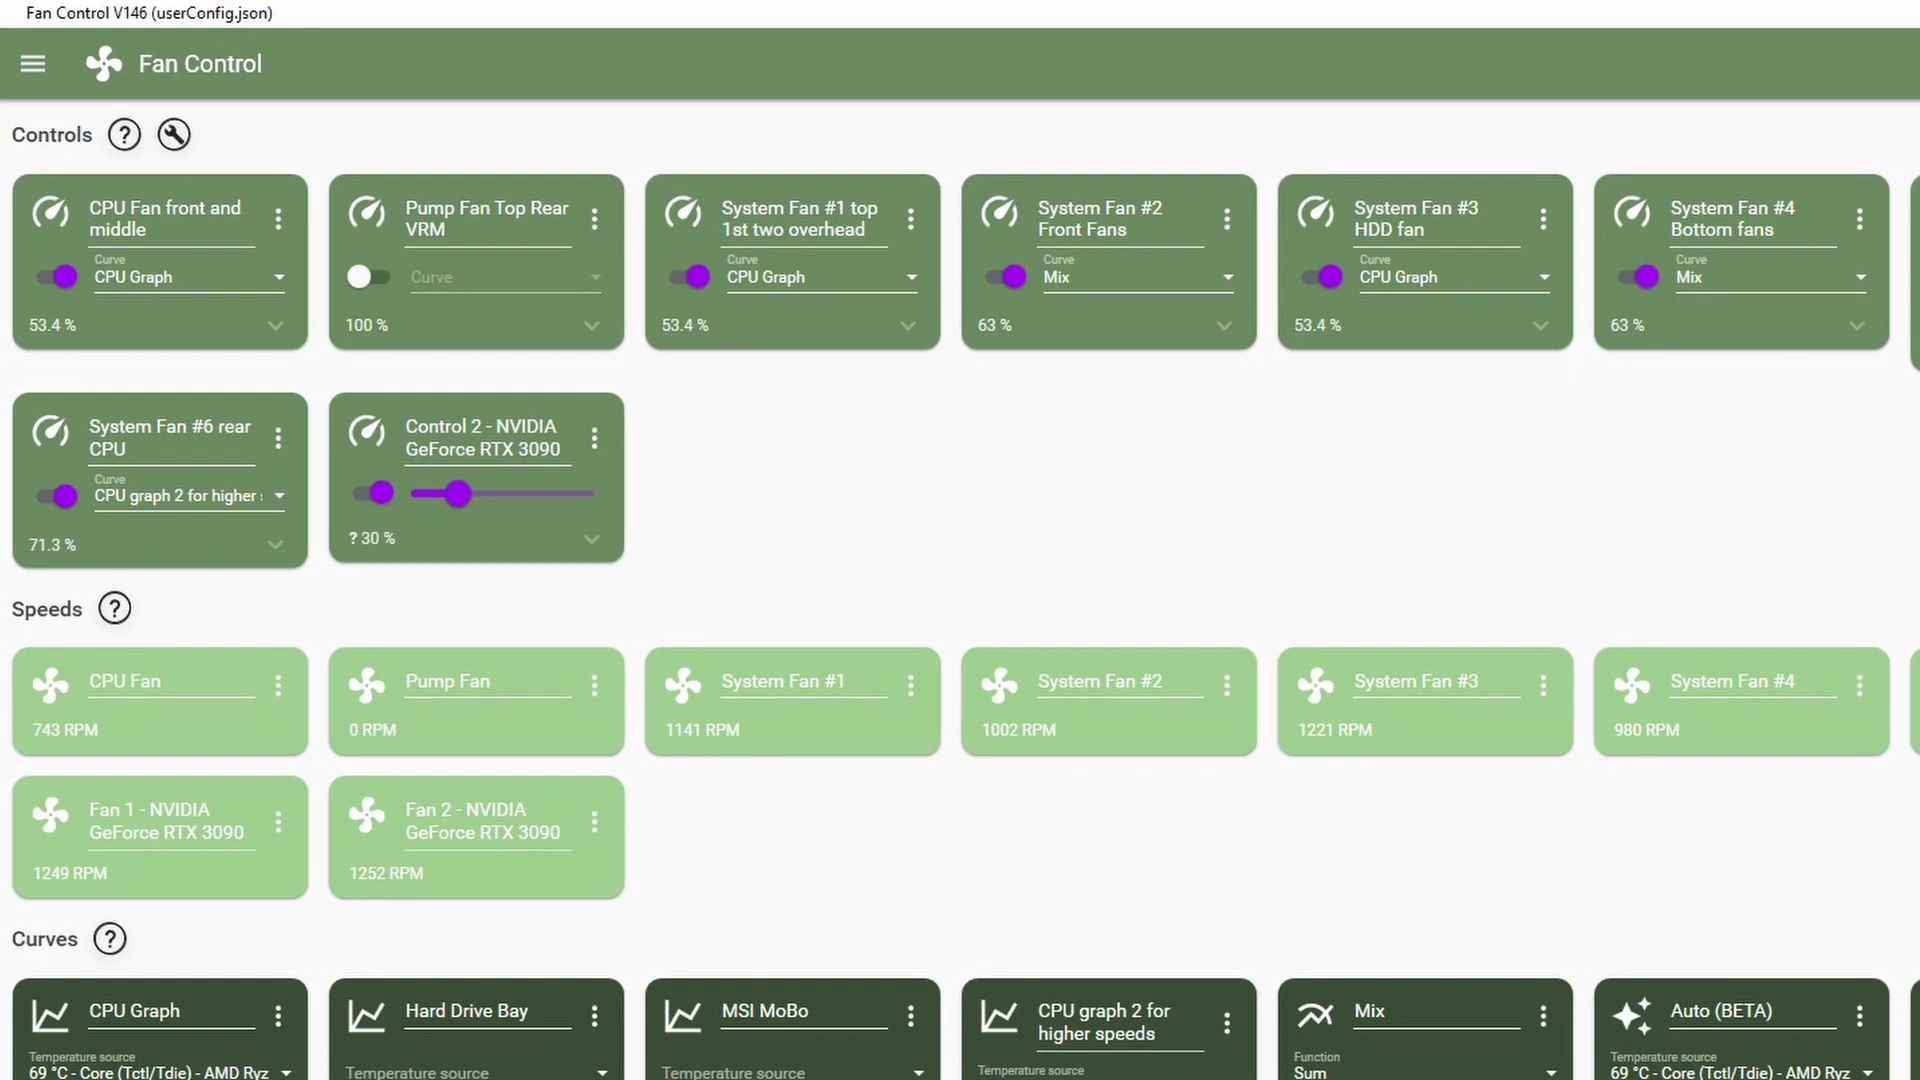 Fan Control V146 (userConfig.json)
Fan Control
Controls ?
CPU Fan front and
middle
Curve
CPU Graph
53.4 %
Pump Fan Top Rear
VRM
Curve
100 %
System Fan #1 top
1st two overhead
Curve
CPU Graph
53.4 %
System Fan #2
Front Fans
Curve
Mix
63 %
System Fan #3
HDD fan
Curve
CPU Graph
53.4 %
System Fan #4
Bottom fans
Curve
Mix
63 %
System Fan #6 rear
CPU
Curve
CPU graph 2 for higher
71.3 %
Control 2 - NVIDIA
GeForce RTX 3090
? 30 %
Speeds ?
CPU Fan
743 RPM
Pump Fan
0 RPM
System Fan #1
1141 RPM
System Fan #2
1002 RPM
System Fan #3
1221 RPM
System Fan #4
980 RPM
Fan 1 - NVIDIA
GeForce RTX 3090
1249 RPM
Fan 2 - NVIDIA
GeForce RTX 3090
1252 RPM
Curves ?
CPU Graph
Temperature source
69 °C - Core (Tctl/Tdie) - AMD Ryz
Hard Drive Bay
Temperature source
MSI MoBo
Temperature source
CPU graph 2 for
higher speeds
Temperature source
Mix
Function
Sum
Auto (BETA)
Temperature source
69 °C - Core (Tctl/Tdie) - AMD Ryz